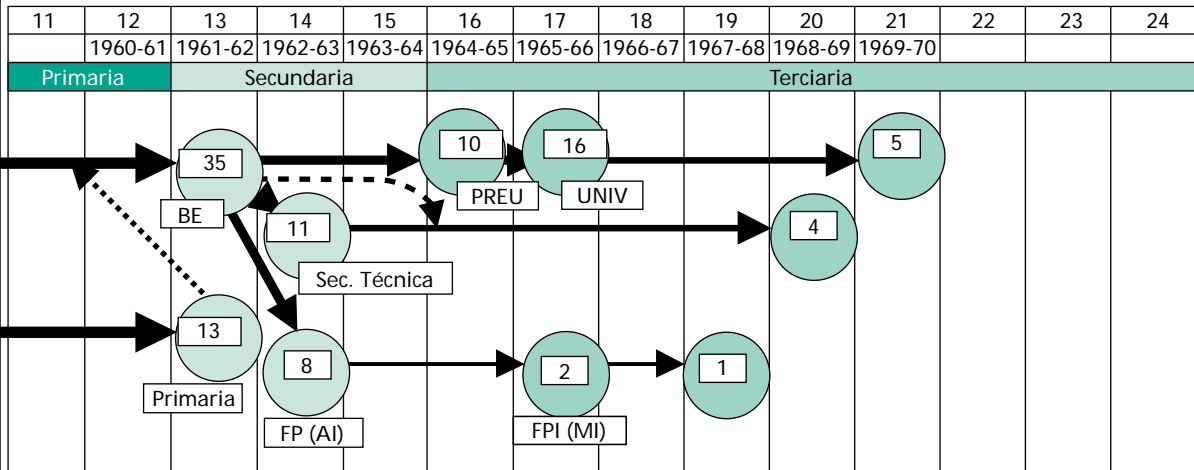 11 12 13 14 15 16 17 18 19 20 21 22 23 24
1960-61 1961-62 1962-63 1963-64 1964-65 1965-66 1966-67 1967-68 1968-69 1969-70
Primaria Secundaria Terciaria
35 10 16 5
BE PREU UNIV
11 4
Sec. Técnica
13
8 2 1
Primaria
FP (AI) FPI (MI)